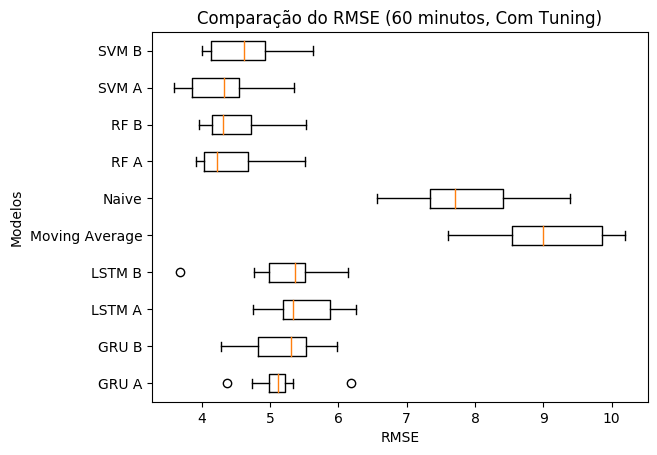 Comparação do RMSE (60 minutos, Com Tuning)
SVM B
SVM A
RF B
RF A
Naive
Moving Average
LSTM B
LSTM A
GRU B
GRU A
Modelos
4 5 6 7 8 9 10
RMSE